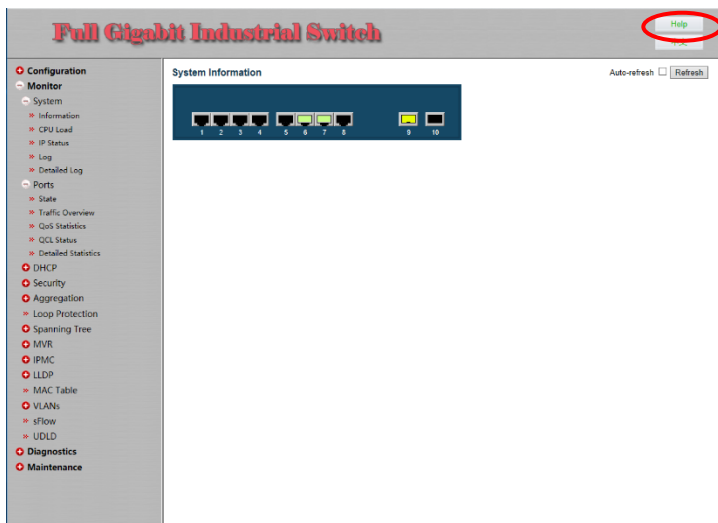 Full Gigabit Industrial Switch
Help
Configuration
Monitor
System
Information
CPU Load
IP Status
Log
Detailed Log
Ports
State
Traffic Overview
QoS Statistics
QCL Status
Detailed Statistics
DHCP
Security
Aggregation
Loop Protection
Spanning Tree
MVR
IPMC
LLDP
MAC Table
VLANs
sFlow
UDLD
Diagnostics
Maintenance
System Information
Auto-refresh Refresh
1 2 3 4 5 6 7 8 9 10